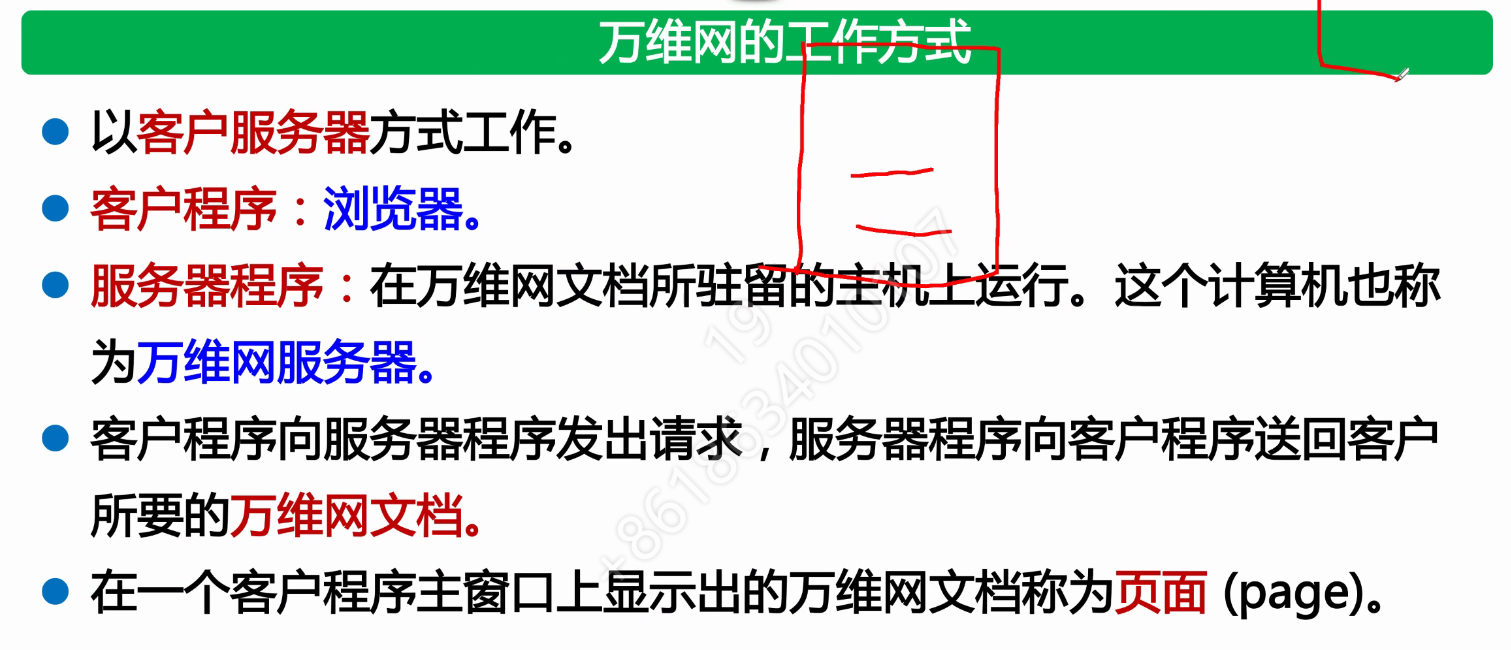 万维网的工作方式
以客户服务器方式工作。
客户程序：浏览器。
服务器程序：在万维网文档所驻留的主机上运行。这个计算机也称
为万维网服务器。
客户程序向服务器程序发出请求，服务器程序向客户程序送回客户
所要的万维网文档。
在一个客户程序主窗口上显示出的万维网文档称为页面 (page)。